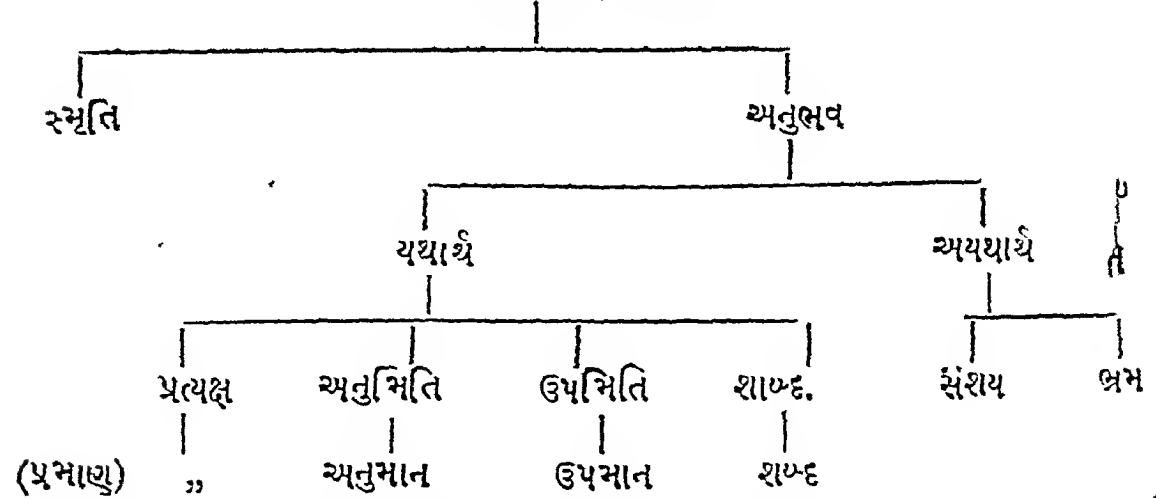 સ્મૃતિ અનુભવ
યથાર્થ અયથાર્થ
પ્રત્યક્ષ અનુમિતિ ઉપમિતિ શાબ્દ. સંશય ભ્રમ
(પ્રમાણ) ,, અનુમાન ઉપમાન શબ્દ